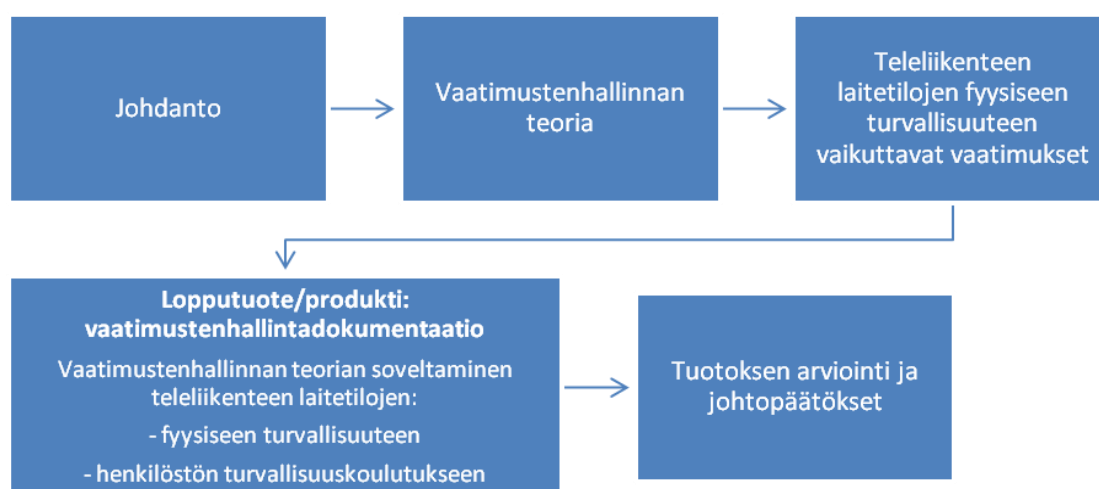 Johdanto
Vaatimustenhallinnan
teoria
Teleliikenteen
laitetilojen fyysiseen
turvallisuuteen
vaikuttavat vaatimukset
Lopputuote/produkti:
vaatimustenhallintadokumentaatio
Vaatimustenhallinnan teorian soveltaminen
teleliikenteen laitetilojen:
- fyysiseen turvallisuuteen
- henkilöstön turvallisuuskoulutukseen
Tuotoksen arviointi ja
johtopäätökset